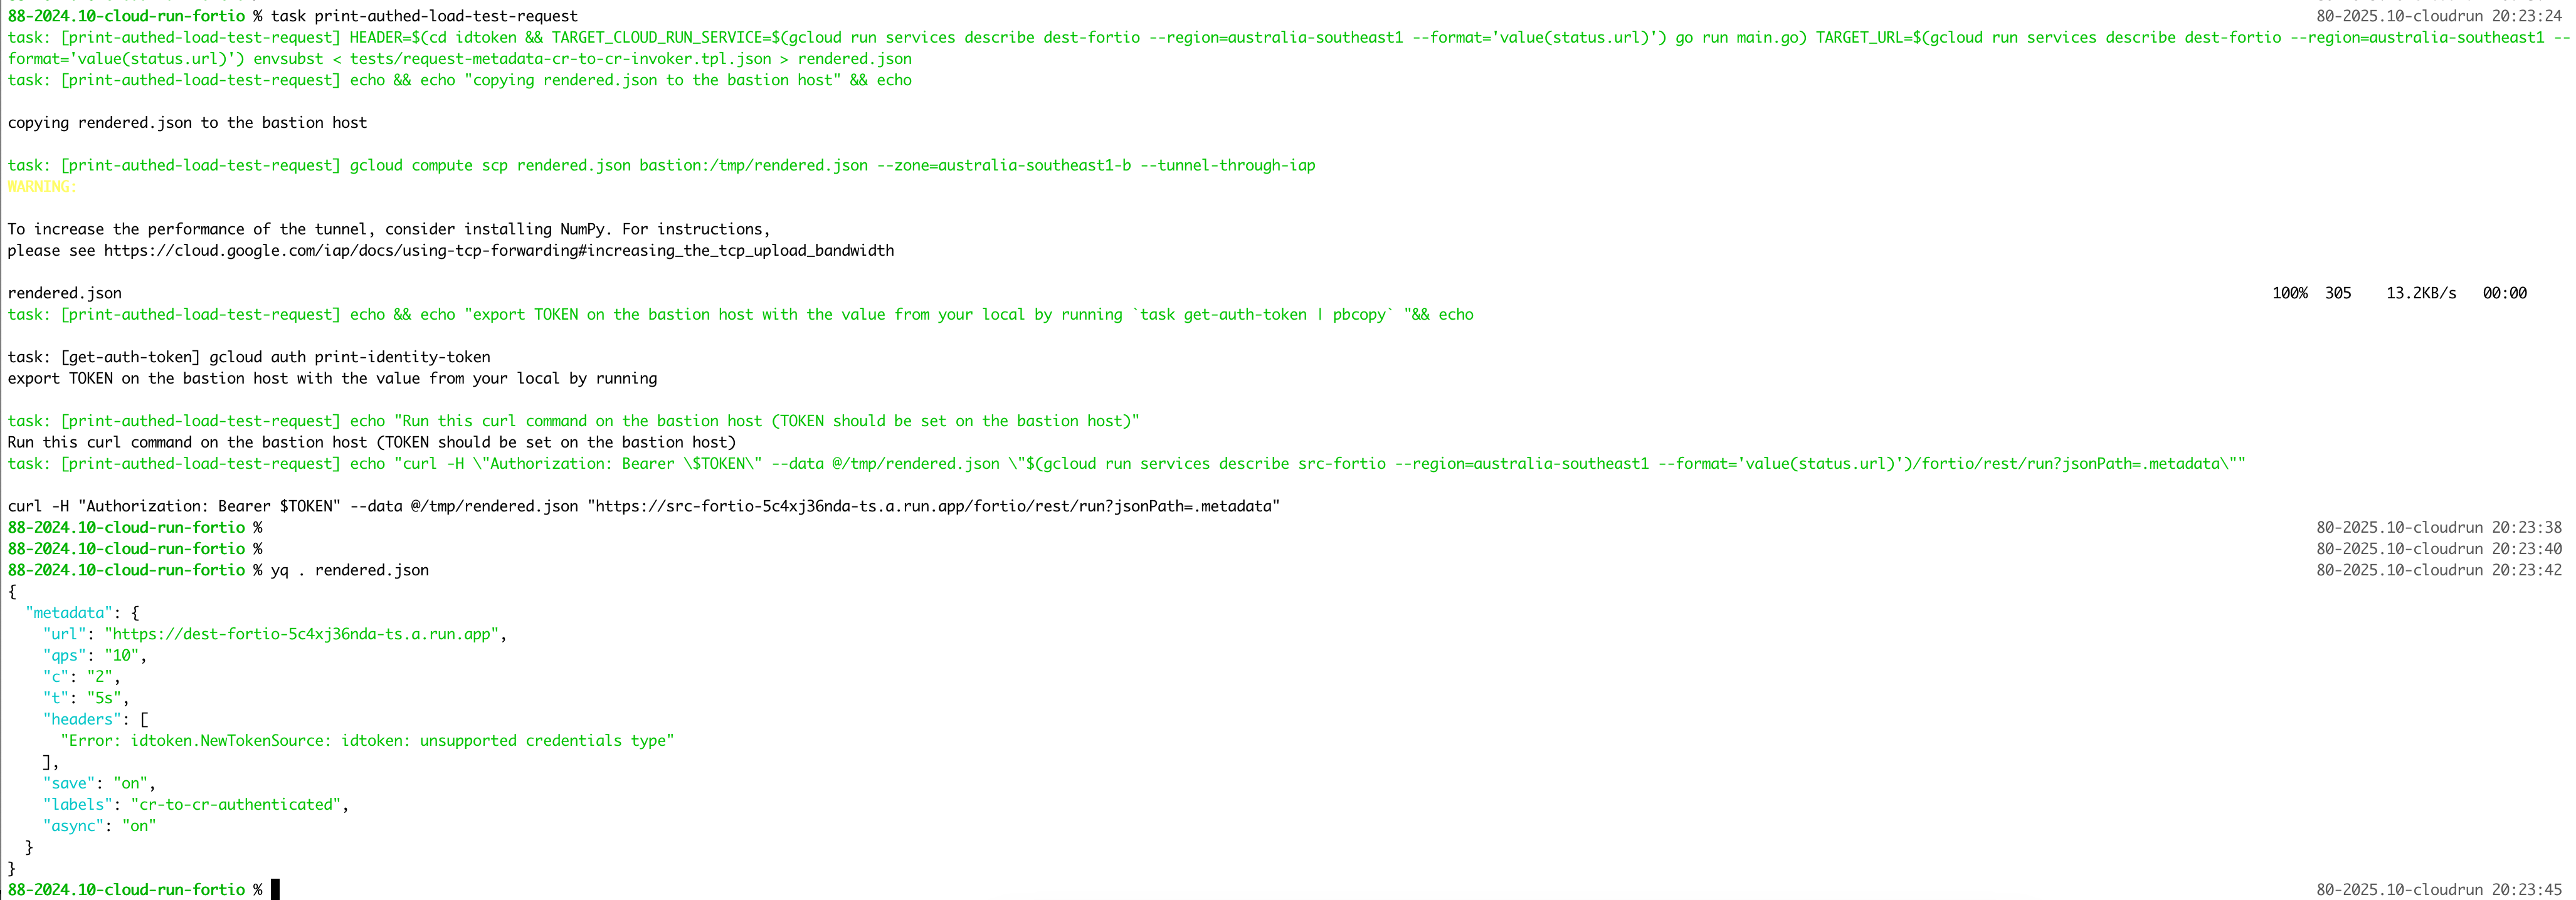 88-2024.10-cloud-run-fortio % task print-authed-load-test-request 80-2025.10-cloudrun 20:23:24
task: [print-authed-load-test-request] HEADER=$(cd idtoken && TARGET_CLOUD_RUN_SERVICE=$(gcloud run services describe dest-fortio --region=australia-southeast1 --format='value(status.url)') go run main.go) TARGET_URL=$(gcloud run services describe dest-fortio --region=australia-southeast1 --
format='value(status.url)') envsubst < tests/request-metadata-cr-to-cr-invoker.tpl.json > rendered.json
task: [print-authed-load-test-request] echo && echo "copying rendered.json to the bastion host" && echo
copying rendered.json to the bastion host
task: [print-authed-load-test-request] gcloud compute scp rendered.json bastion:/tmp/rendered.json --zone=australia-southeast1-b --tunnel-through-iap
WARNING:
To increase the performance of the tunnel, consider installing NumPy. For instructions,
please see https://cloud.google.com/iap/docs/using-tcp-forwarding#increasing_the_tcp_upload_bandwidth
rendered.json 100% 305 13.2KB/s 00:00
task: [print-authed-load-test-request] echo && echo "export TOKEN on the bastion host with the value from your local by running `task get-auth-token | pbcopy` "&& echo
task: [get-auth-token] gcloud auth print-identity-token
export TOKEN on the bastion host with the value from your local by running
task: [print-authed-load-test-request] echo "Run this curl command on the bastion host (TOKEN should be set on the bastion host)"
Run this curl command on the bastion host (TOKEN should be set on the bastion host)
task: [print-authed-load-test-request] echo "curl -H \"Authorization: Bearer \$TOKEN\" --data @/tmp/rendered.json \"$(gcloud run services describe src-fortio --region=australia-southeast1 --format='value(status.url)')/fortio/rest/run?jsonPath=.metadata\""
curl -H "Authorization: Bearer $TOKEN" --data @/tmp/rendered.json "https://src-fortio-5c4xj36nda-ts.a.run.app/fortio/rest/run?jsonPath=.metadata"
88-2024.10-cloud-run-fortio % 80-2025.10-cloudrun 20:23:38
88-2024.10-cloud-run-fortio % 80-2025.10-cloudrun 20:23:40
88-2024.10-cloud-run-fortio % yq . rendered.json 80-2025.10-cloudrun 20:23:42
{
  "metadata": {
    "url": "https://dest-fortio-5c4xj36nda-ts.a.run.app",
    "qps": "10",
    "c": "2",
    "t": "5s",
    "headers": [
      "Error: idtoken.NewTokenSource: idtoken: unsupported credentials type"
    ],
    "save": "on",
    "labels": "cr-to-cr-authenticated",
    "async": "on"
  }
}
88-2024.10-cloud-run-fortio % 80-2025.10-cloudrun 20:23:45